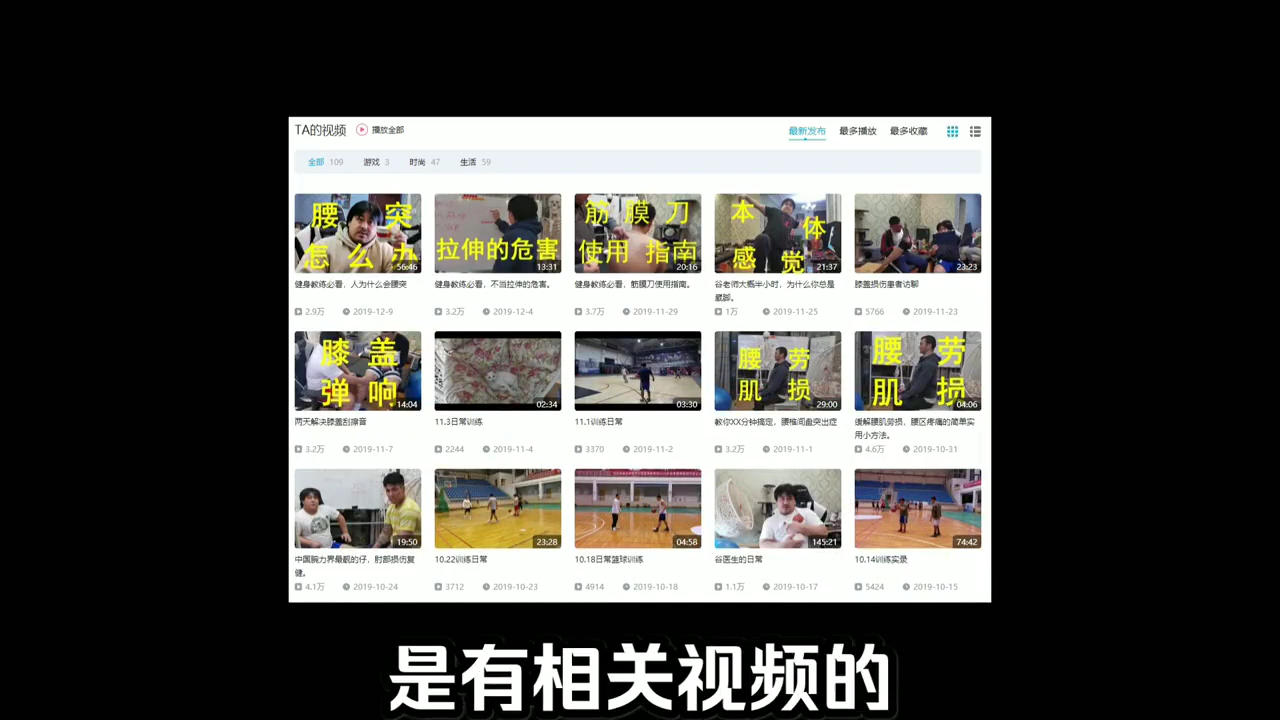 TA的视频 播放全部 最新发布 最多播放 最多收藏
全部 109 游戏 3 时尚 47 生活 59
腰 突
怎么办
56:46
拉伸的危害
13:31
筋膜刀
使用 指南
20:16
本体
感觉
21:37
23:23
健身教练必看，人为什么会腰突
健身教练必看，不当拉伸的危害。
健身教练必看，筋膜刀使用指南。
谷老师大概半小时，为什么你总是
崴脚。
膝盖损伤患者访聊
2.9万 2019-12-9
3.2万 2019-12-4
3.7万 2019-11-29
1万 2019-11-25
5766 2019-11-23
膝盖
弹响
14:04
02:34
03:30
腰劳
肌损
29:00
腰劳
肌损
04:06
两天解决膝盖刮擦音
11.3日常训练
11.1训练日常
教你XX分钟搞定，腰椎间盘突出症
缓解腰肌劳损，腰区疼痛的简单实
用小方法。
3.2万 2019-11-7
2244 2019-11-4
3370 2019-11-2
3.2万 2019-11-1
4.6万 2019-10-31
19:50
23:28
04:58
145:21
74:42
中国腕力界最靓的仔，肘部损伤复
健。
10.22训练日常
10.18日常篮球训练
谷医生的日常
10.14训练实录
4.1万 2019-10-24
3712 2019-10-23
4914 2019-10-18
1.1万 2019-10-17
5424 2019-10-15
是有相关视频的